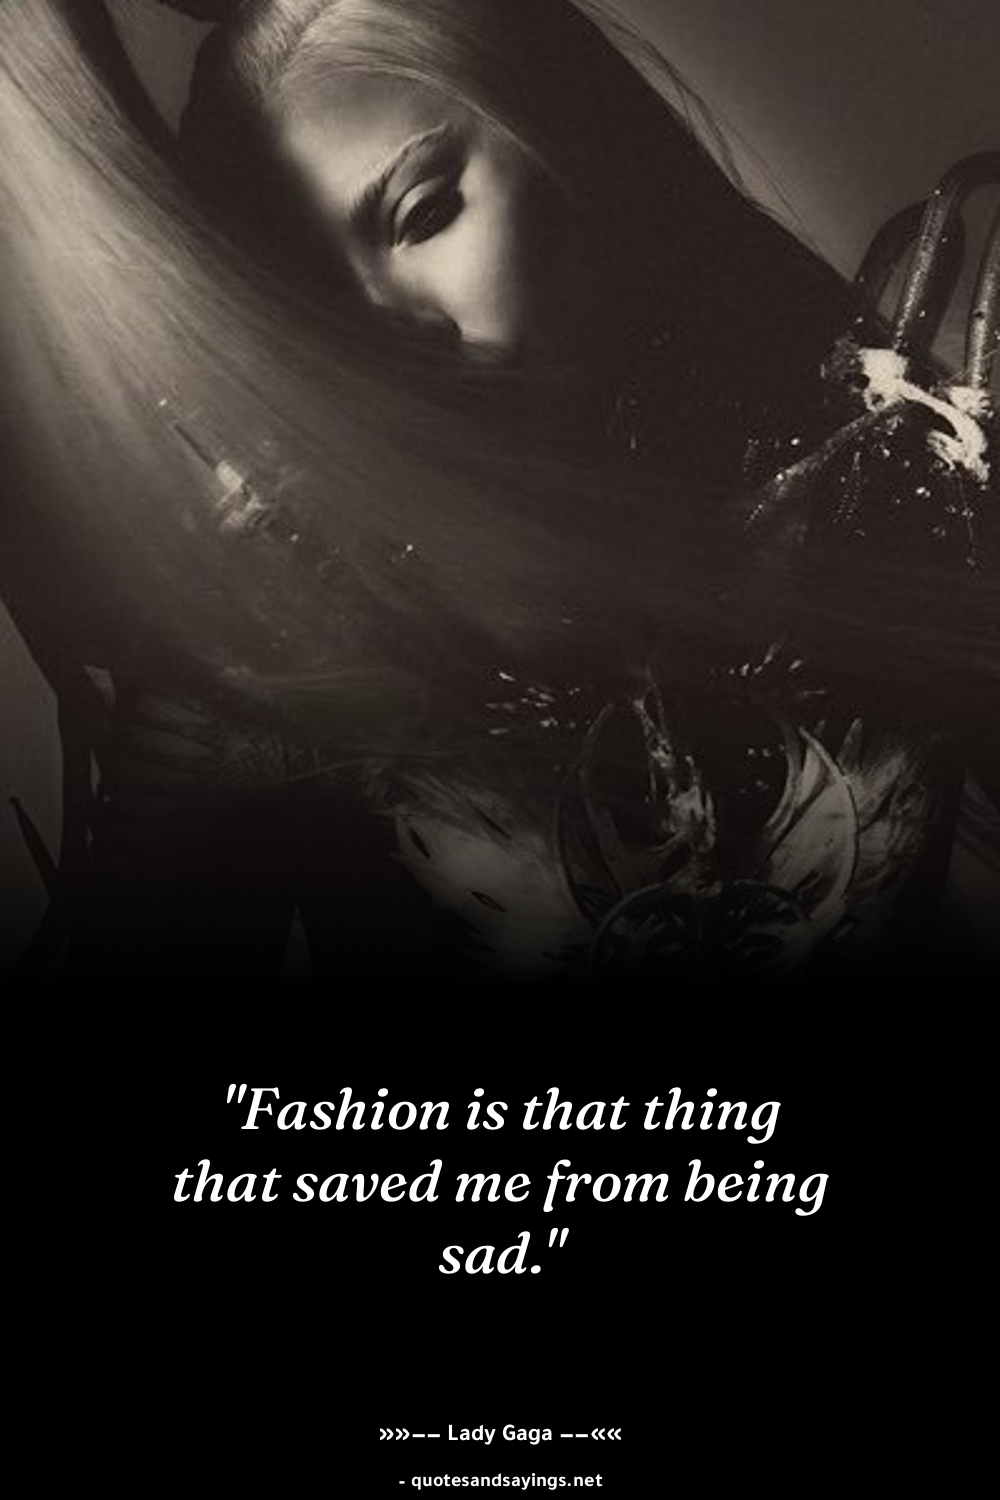 "Fashion is that thing
that saved me from being
sad."
»»—— Lady Gaga ——««
- quotesandsayings.net